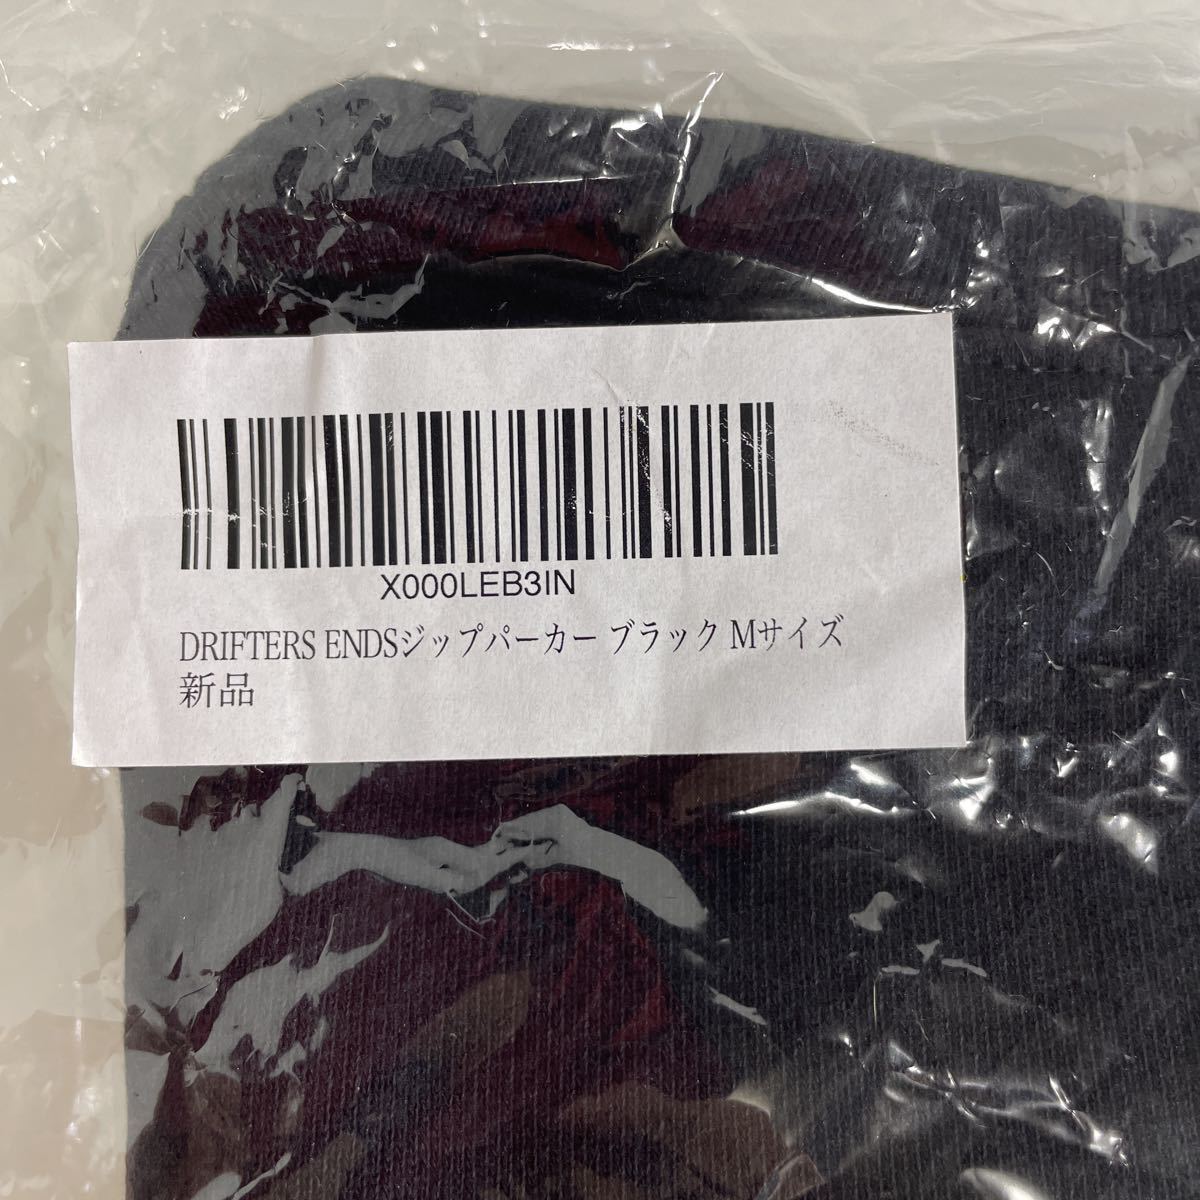 X000LEB3IN
DRIFTERS ENDSジップパーカー ブラック Mサイズ
新品